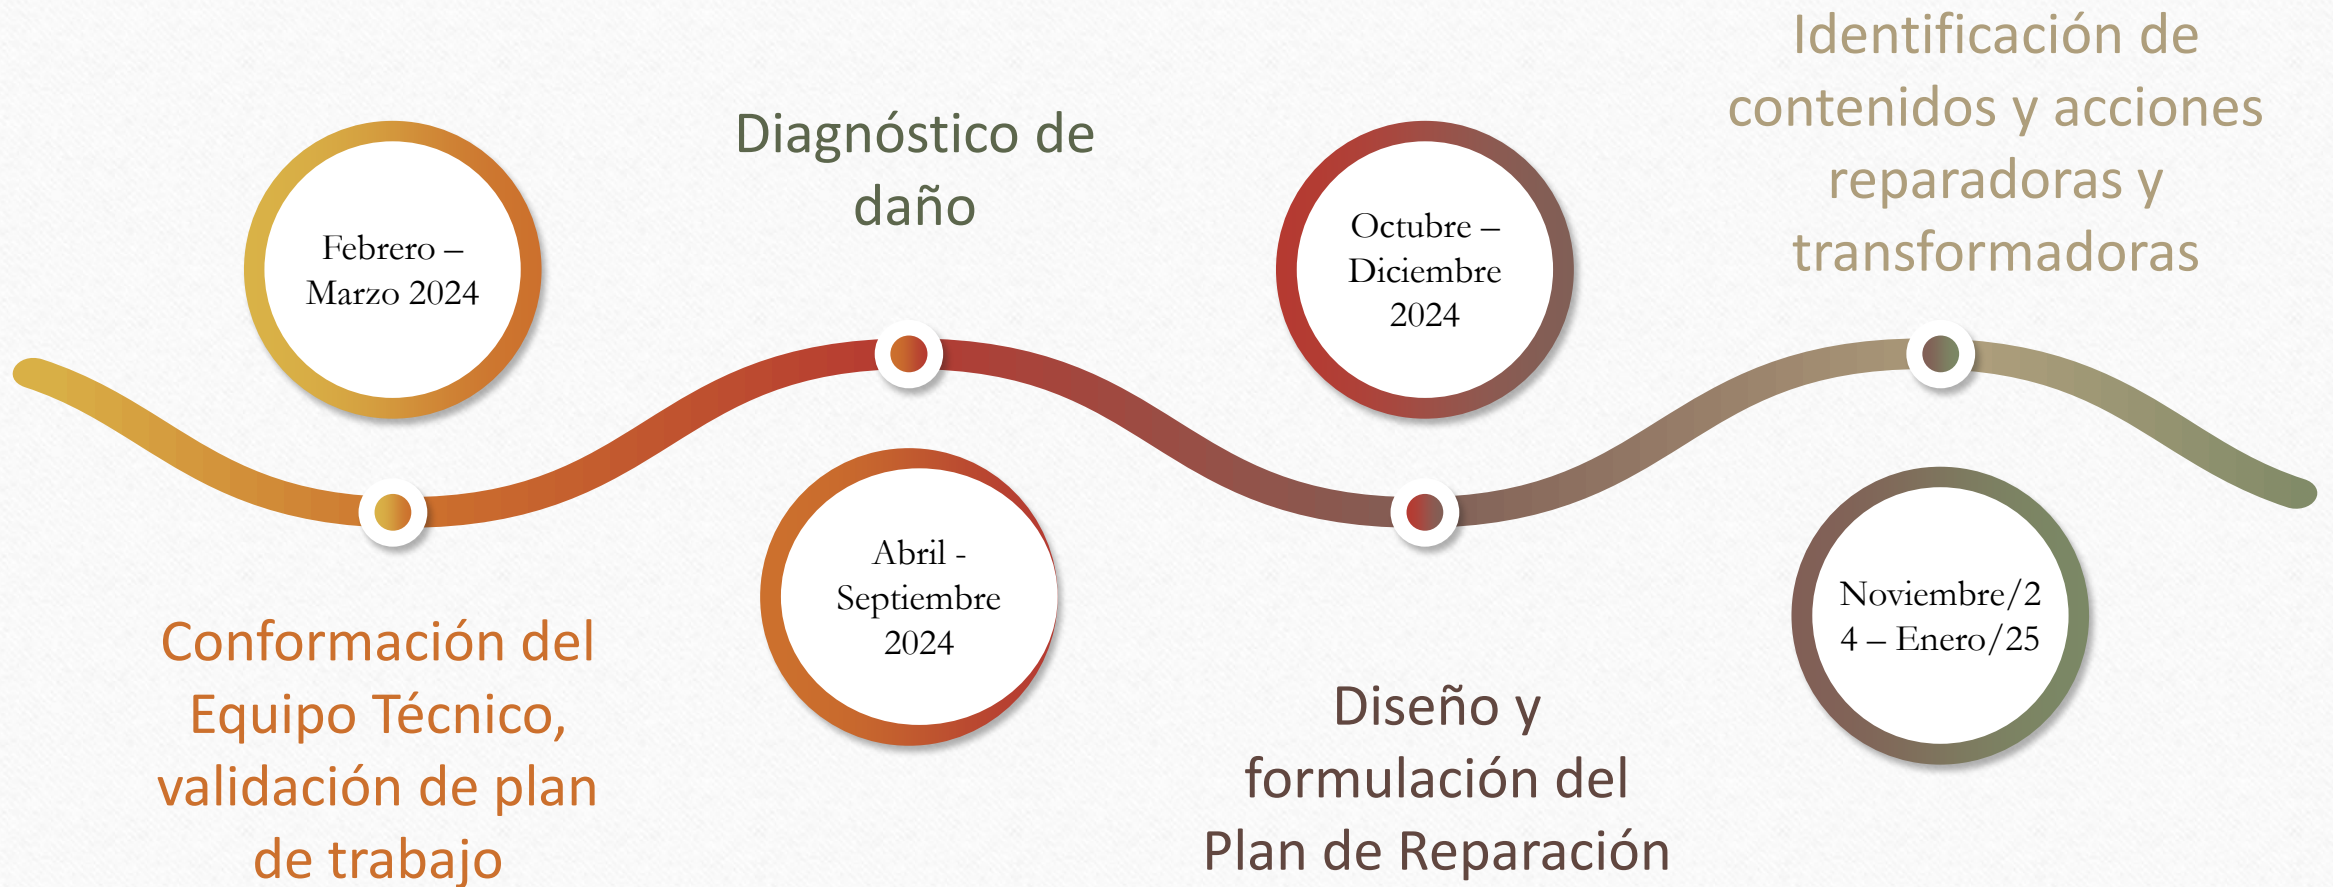 Febrero –
Marzo 2024
Conformación del
Equipo Técnico,
validación de plan
de trabajo
Diagnóstico de
daño
Abril -
Septiembre
2024
Octubre –
Diciembre
2024
Diseño y
formulación del
Plan de Reparación
Identificación de
contenidos y acciones
reparadoras y
transformadoras
Noviembre/2
4 – Enero/25